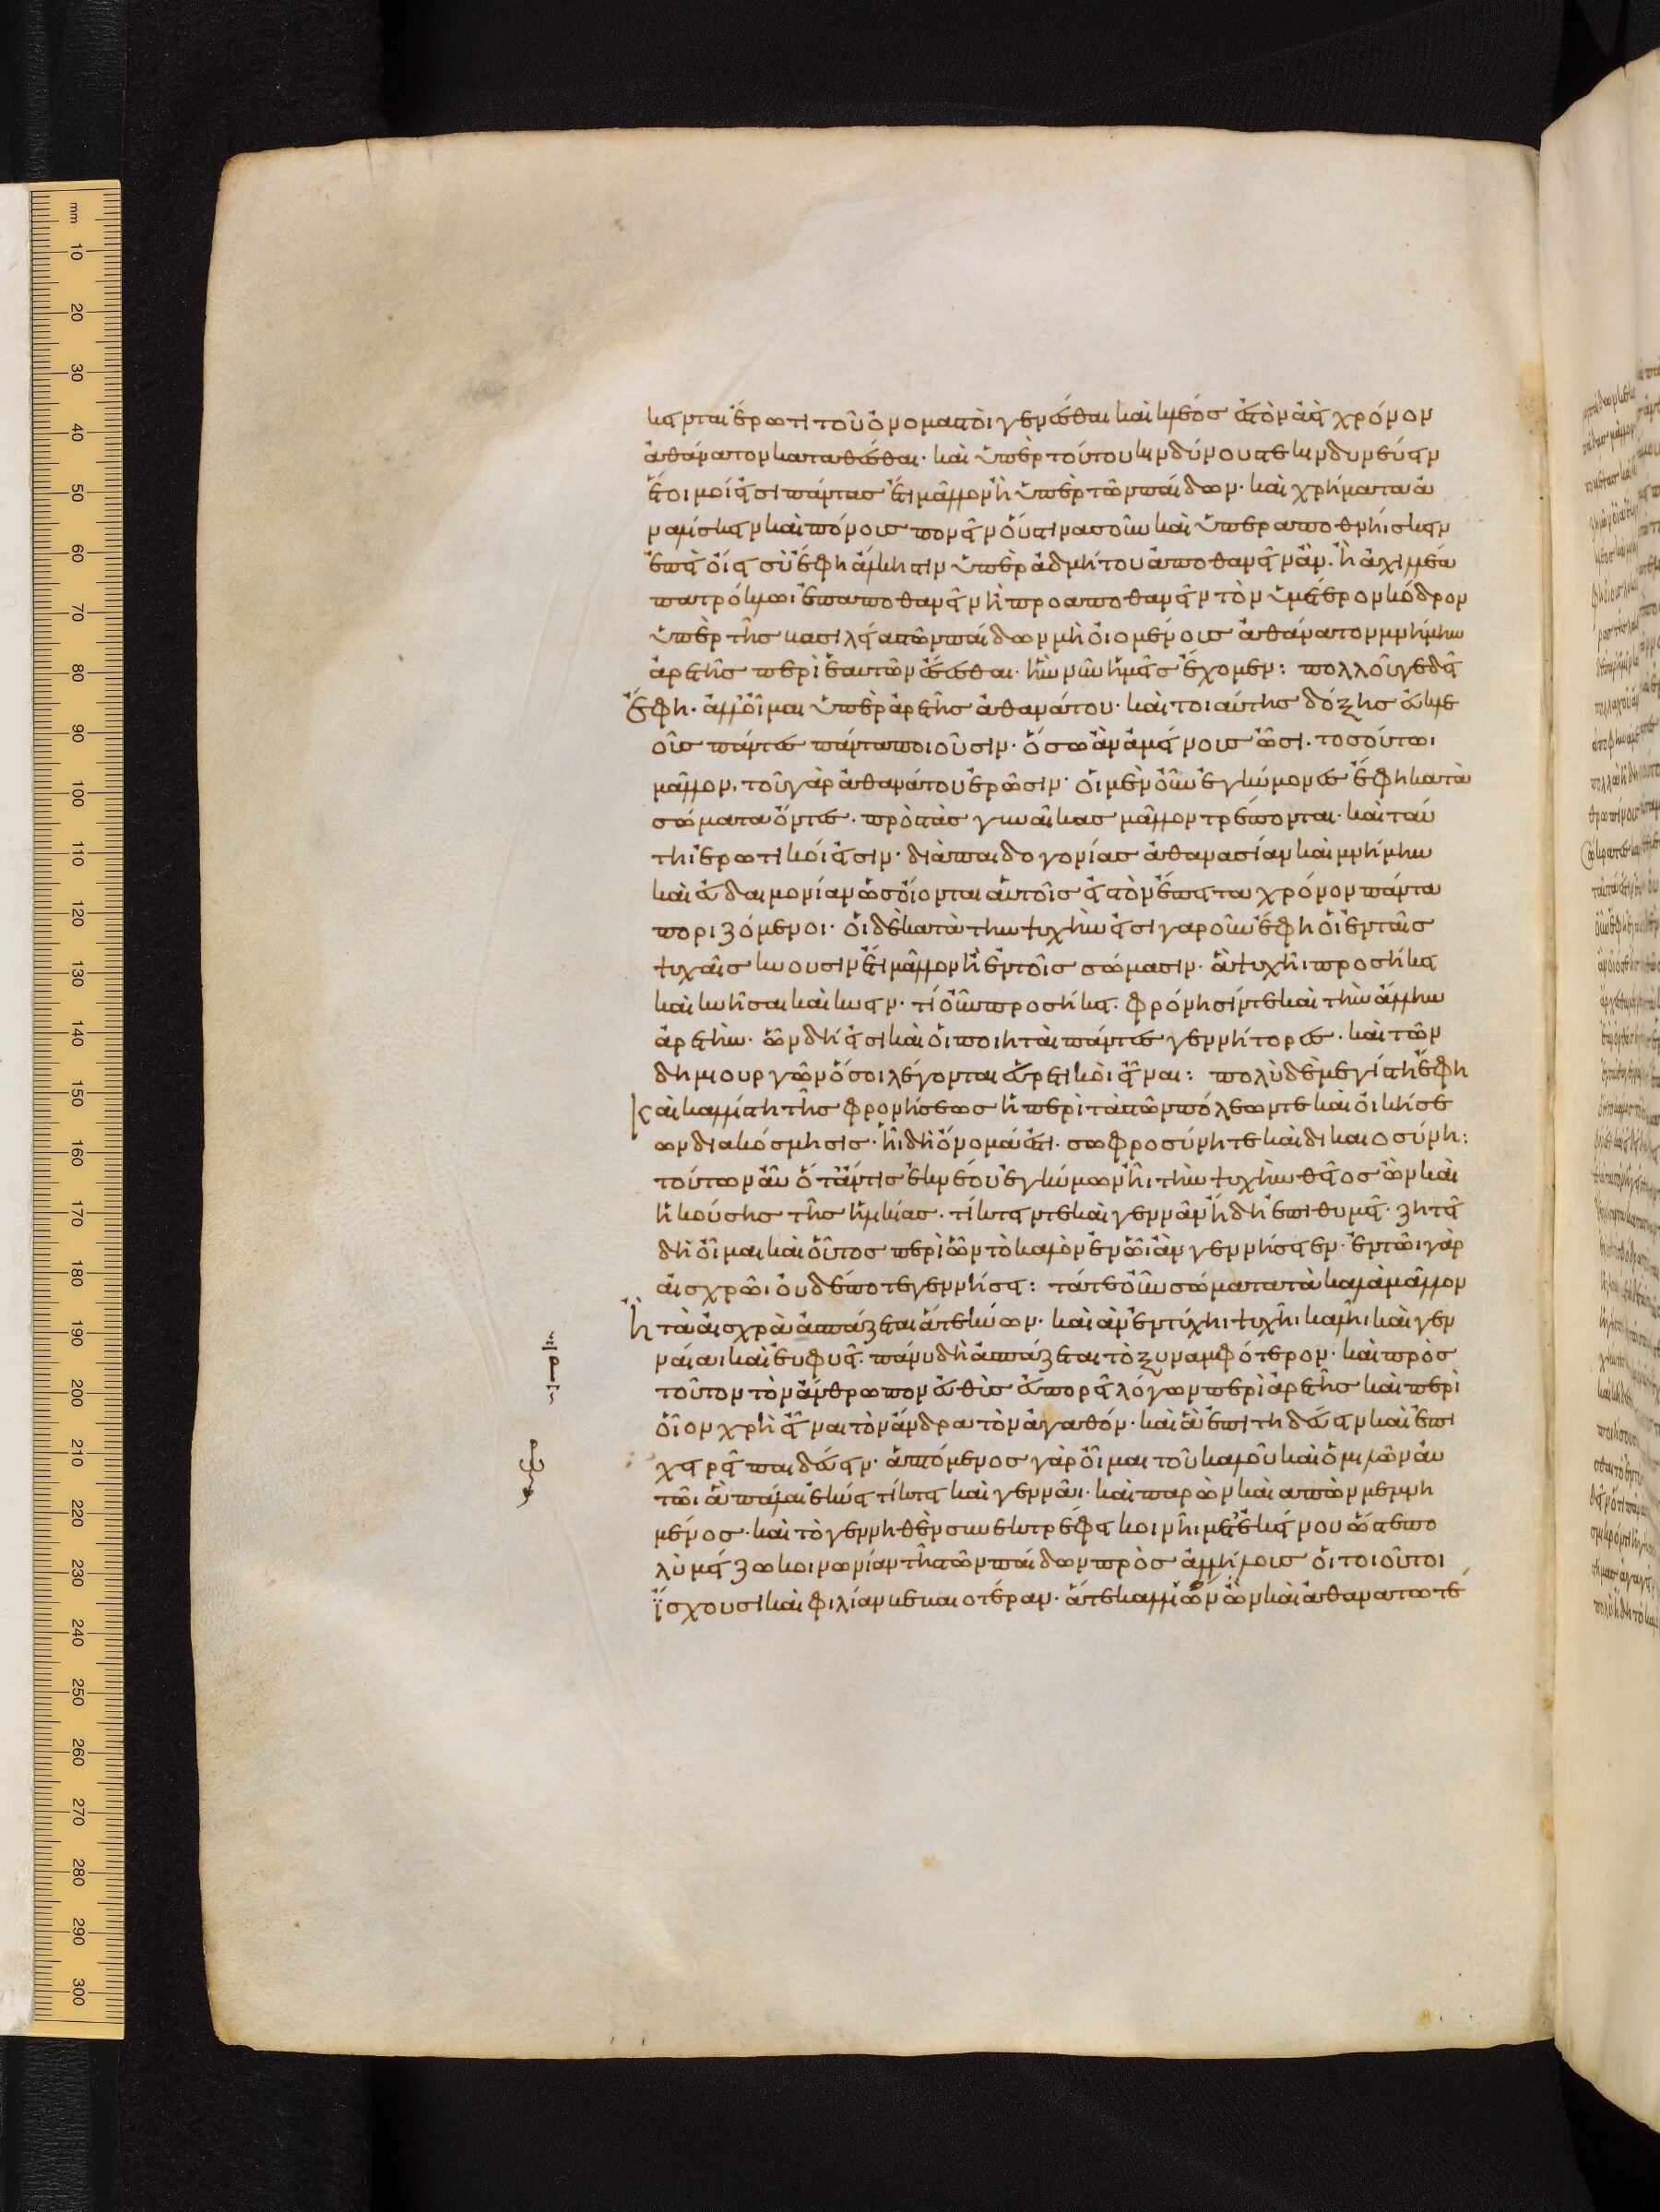 κεινται ἔρωτι τοῦ ὀνομαστοὶ γενέσθαι καὶ κλέος ἐς τὸν ἀεὶ χρόνον
ἀθάνατον καταθέσθαι· καὶ ὑπὲρ τούτου κινδύνους τε κινδυνεύειν
ἕτοιμοί εἰσι πάντας ἔτι μᾶλλον ἢ ὑπὲρ τῶν παίδων· καὶ χρήματα ἀ
ναλίσκειν καὶ πόνους πονεῖν οὕστινασοῦν καὶ ὑπεραποθνήσκειν
ἐπεὶ οἴει σὺ ἔφη ἄλκηστιν ὑπὲρ ἀδμήτου ἀποθανεῖν ἄν· ἢ ἀχιλλέα
πατρόκλωι ἐπαποθανεῖν ἢ προαποθανεῖν τὸν ὑμέτερον κόδρον
ὑπὲρ τῆς βασιλείας τῶν παίδων μὴ οἰομένους ἀθάνατον μνήμην
ἀρετῆς περὶ ἑαυτῶν ἔσεσθαι· ἣν νῦν ἡμεῖς ἔχομεν: πολλοῦ γε δεῖ
ἔφη· ἀλλ' οἶμαι ὑπὲρ ἀρετῆς ἀθανάτου· καὶ τοιαύτης δόξης εὐκλε
οῦς πάντες πάντα ποιοῦσιν· ὅσω ἂν ἀμείνους ὦσι· τοσούτωι
μᾶλλον· τοῦ γὰρ ἀθανάτου ἐρῶσιν· οἱ μὲν οὖν ἐγκύμονες ἔφη κατὰ
σώματα ὄντες· πρὸς τὰς γυναῖκας μᾶλλον τρέπονται· καὶ ταύ
τηι ἐρωτικοί εἰσιν· διὰ παιδογονίας ἀθανασίαν καὶ μνήμην
καὶ εὐδαιμονίαν ὡς οἴονται αὐτοῖς εἰς τὸν ἔπειτα χρόνον πάντα
ποριζόμενοι· οἱ δὲ κατὰ τὴν ψυχὴν εἰσὶ γὰρ οὖν ἔφη οἳ ἐν ταῖς
ψυχαῖς κυοῦσιν ἔτι μᾶλλον ἢ ἐν τοῖς σώμασιν· ἃ ψυχῆι προσήκει
καὶ κυῆσαι καὶ κυεῖν· τί οὖν προσήκει· φρόνησίν τε καὶ τὴν ἄλλην
ἀρετήν· ὧν δή εἰσι καὶ οἱ ποιηταὶ πάντες γεννήτορες· καὶ τῶν
δημιουργῶν ὅσοι λέγονται εὑρετικοὶ εἶναι: πολὺ δὲ μεγίστη ἔφη
καὶ καλλίστη τῆς φρονήσεως ἡ περὶ τὰ τῶν πόλεων τε καὶ οἰκήσε
ων διακόσμησις· ἧι δὴ ὄνομά ἐστι· σωφροσύνη τε καὶ δικαιοσύνη:
τούτων αὖ ὅταν τις ἐκ νέου ἐγκύμων ἦι τὴν ψυχὴν θεῖος ὢν καὶ
ἡκούσης τῆς ἡλικίας· τίκτειν τε καὶ γεννᾶν ἤδη ἐπιθυμεῖ· ζητεῖ
δὴ οἶμαι καὶ οὗτος περιιὼν τὸ καλὸν ἐν ὧι ἂν γεννήσειεν· ἐν τῶι γὰρ
αἰσχρῶι οὐδέποτε γεννήσει: τά τε οὖν σώματα τὰ καλὰ μᾶλλον
ἢ τὰ αἰσχρὰ ἀσπάζεται ἅτε κυῶν· καὶ ἂν ἐντύχηι ψυχῆι καλῆι καὶ γεν
ναίαι καὶ εὐφυεῖ· πάνυ δὴ ἀσπάζεται τὸ ξυναμφότερον· καὶ πρὸς
τοῦτον τὸν ἄνθρωπον εὐθὺς εὐπορεῖ λόγων περὶ ἀρετῆς καὶ περὶ
οἷον χρὴ εἶναι τὸν ἄνδρα τὸν ἀγαθόν· καὶ ἃ ἐπιτηδεύειν καὶ ἐπι
χειρεῖ παιδεύειν· ἁπτόμενος γὰρ οἶμαι τοῦ καλοῦ καὶ ὁμιλῶν αὐ
τῶι ἃ πάλαι ἐκύει τίκτει καὶ γεννᾶι· καὶ παρὼν καὶ ἀπὼν μεμνη
μένος· καὶ τὸ γεννηθὲν συνεκτρέφει κοινῆι μετ' ἐκείνου ὥστε πο
λὺ μείζω κοινωνίαν τῆς τῶν παίδων πρὸς ἀλλήλους οἱ τοιοῦτοι
ἴσχουσι καὶ φιλίαν βεβαιοτέραν· ἅτε καλλιόνων καὶ ἀθανατωτέ